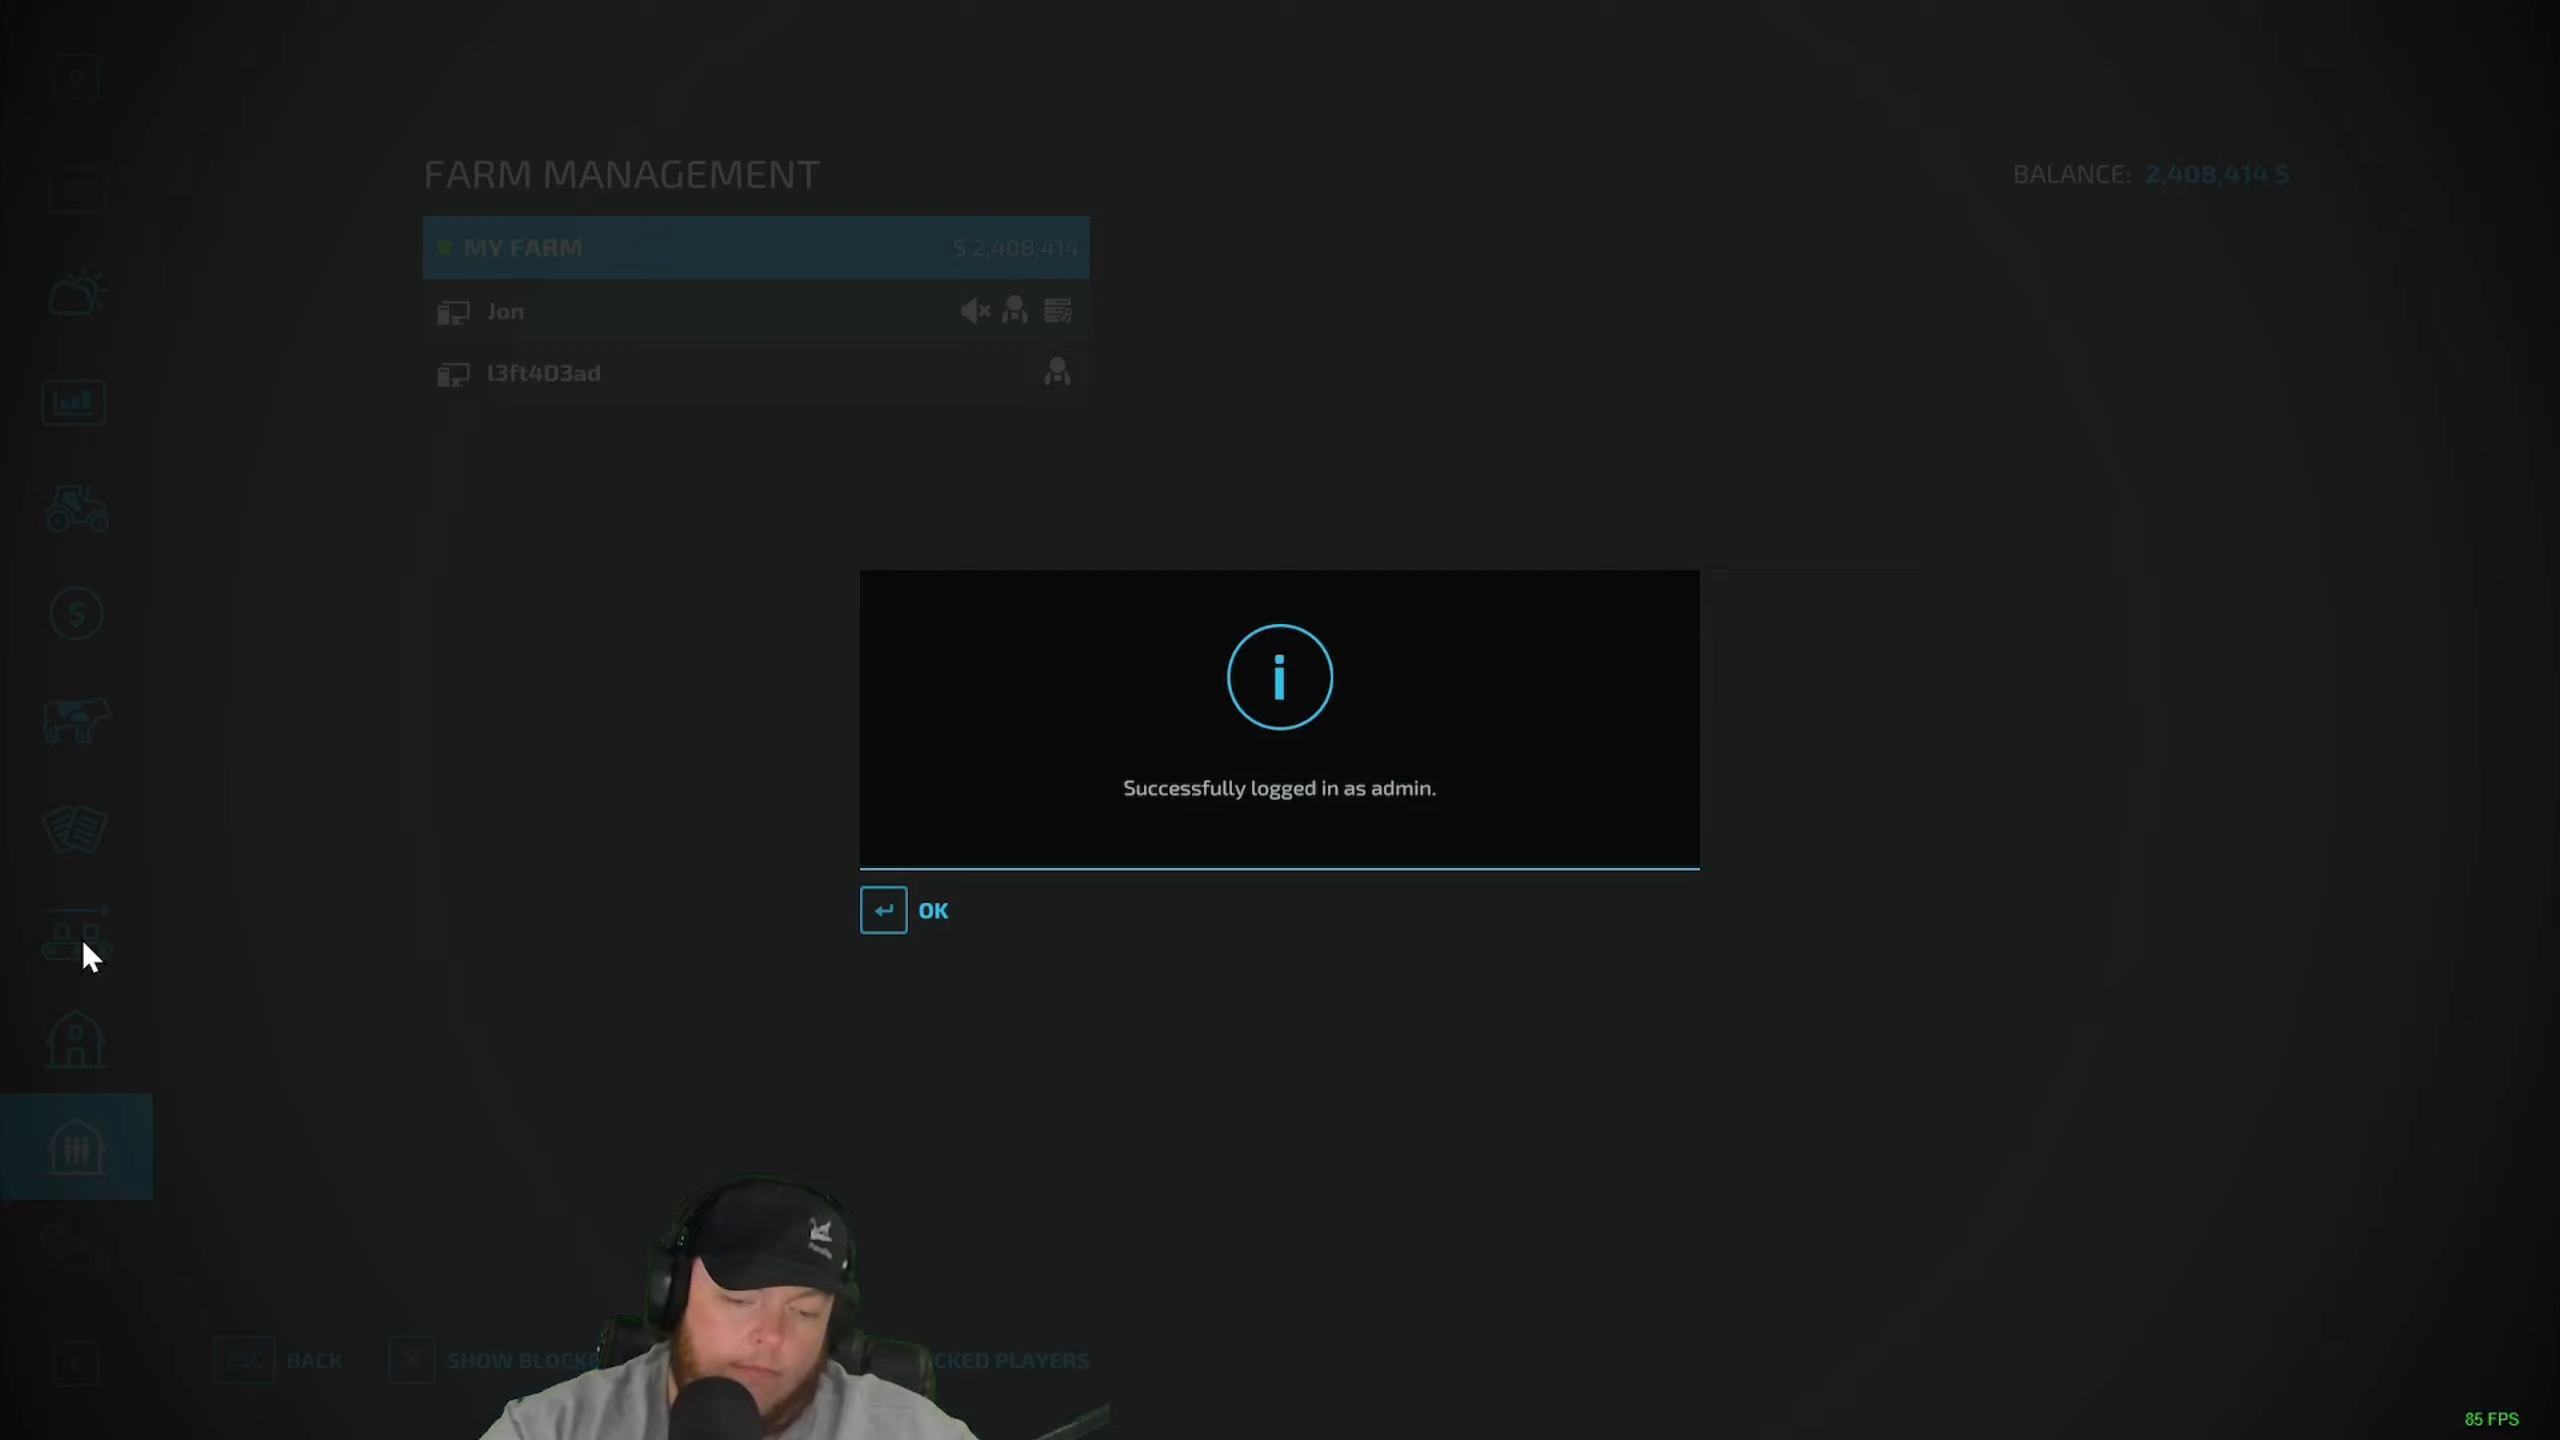 FARM MANAGEMENT
BALANCE: 2,408,414 $
MY FARM $ 2,408,414
Jon
l3ft4D3ad
i
Successfully logged in as admin.
OK
ESC BACK X SHOW BLOCKE CKED PLAYERS
85 FPS